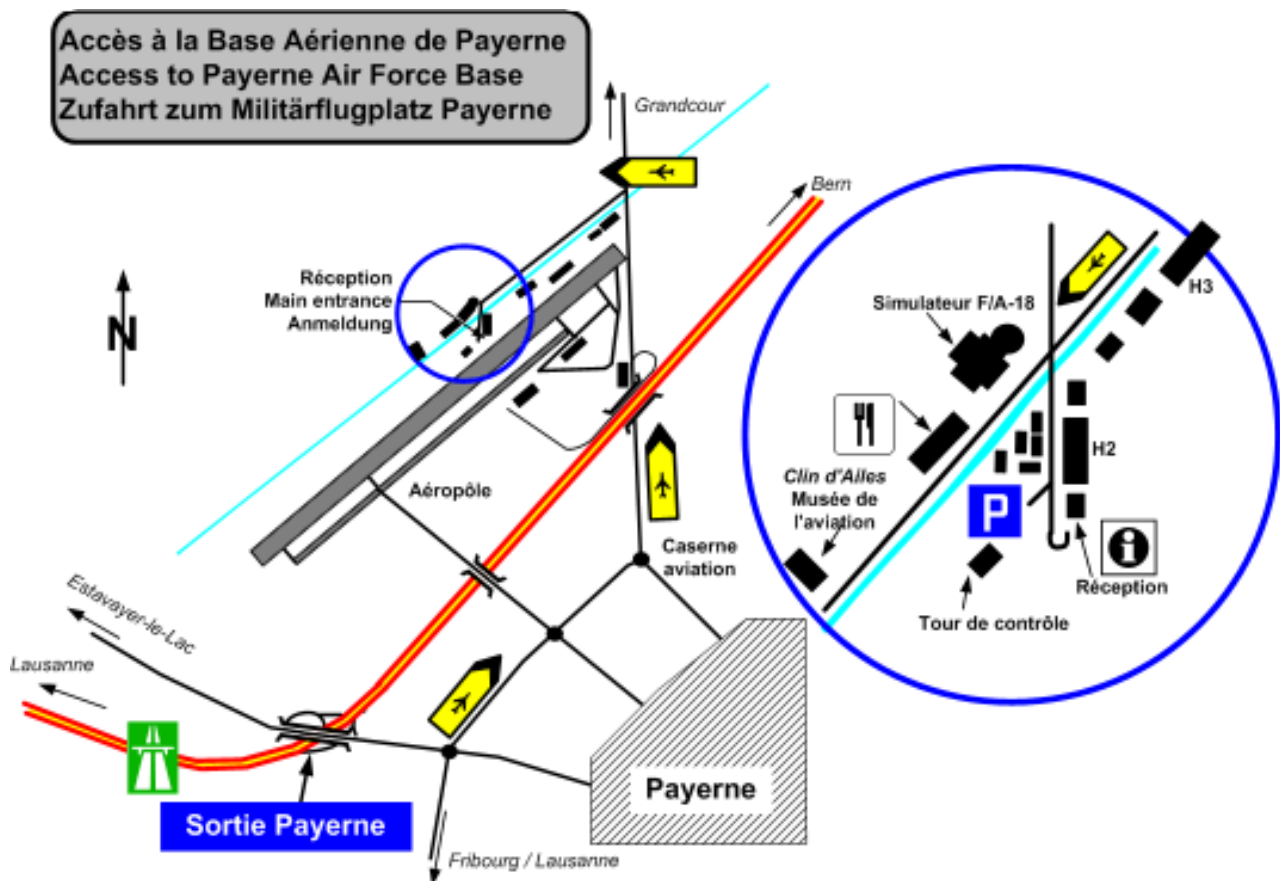 Accès à la Base Aérienne de Payerne
Access to Payerne Air Force Base
Zufahrt zum Militärflugplatz Payerne
Grandcour
Bern
N
Réception
Main entrance
Anmeldung
Aéropôle
Caserne
aviation
Estavayer-le-Lac
Lausanne
Sortie Payerne
Payerne
Fribourg / Lausanne
Simulateur F/A-18
H3
H2
Clin d'Ailes
Musée de
l'aviation
P
i
Réception
Tour de contrôle